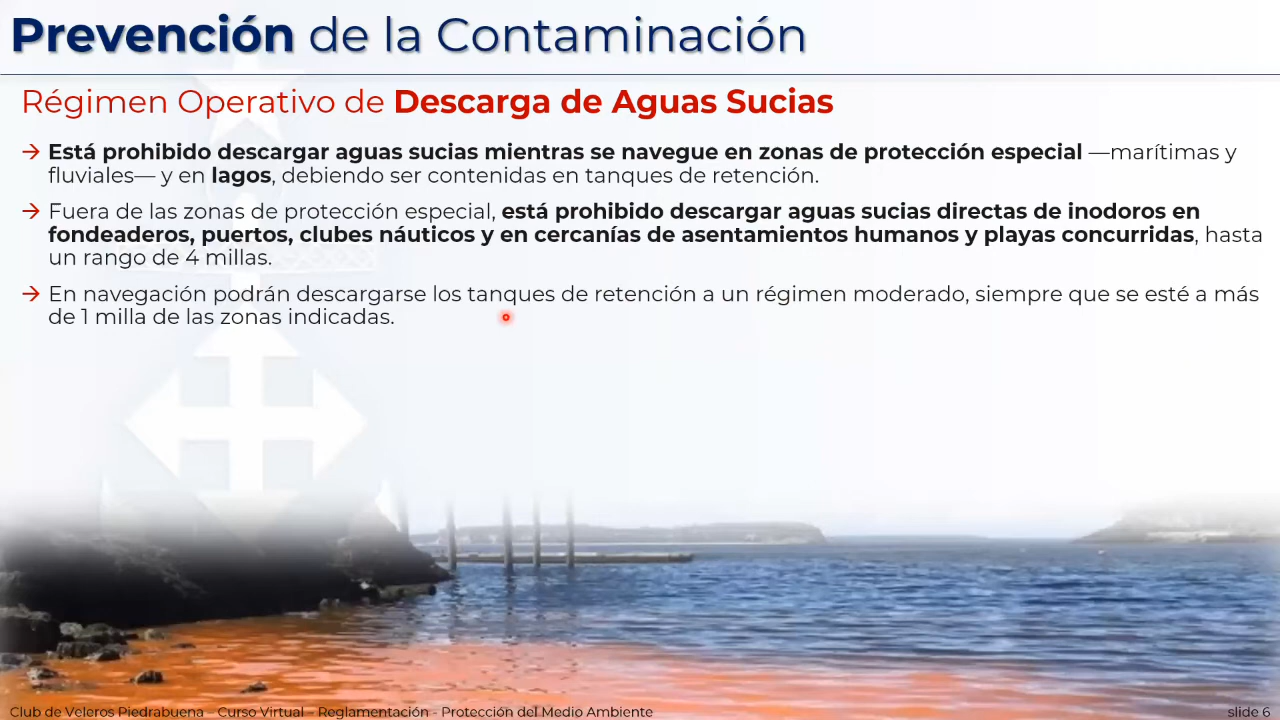 Prevención de la Contaminación
Régimen Operativo de Descarga de Aguas Sucias
→ Está prohibido descargar aguas sucias mientras se navegue en zonas de protección especial —marítimas y
fluviales— y en lagos, debiendo ser contenidas en tanques de retención.
→ Fuera de las zonas de protección especial, está prohibido descargar aguas sucias directas de inodoros en
fondeaderos, puertos, clubes náuticos y en cercanías de asentamientos humanos y playas concurridas, hasta
un rango de 4 millas.
→ En navegación podrán descargarse los tanques de retención a un régimen moderado, siempre que se esté a más
de 1 milla de las zonas indicadas.
Club de Veleros Piedrabuena - Curso Virtual - Reglamentación - Protección del Medio Ambiente
slide 6